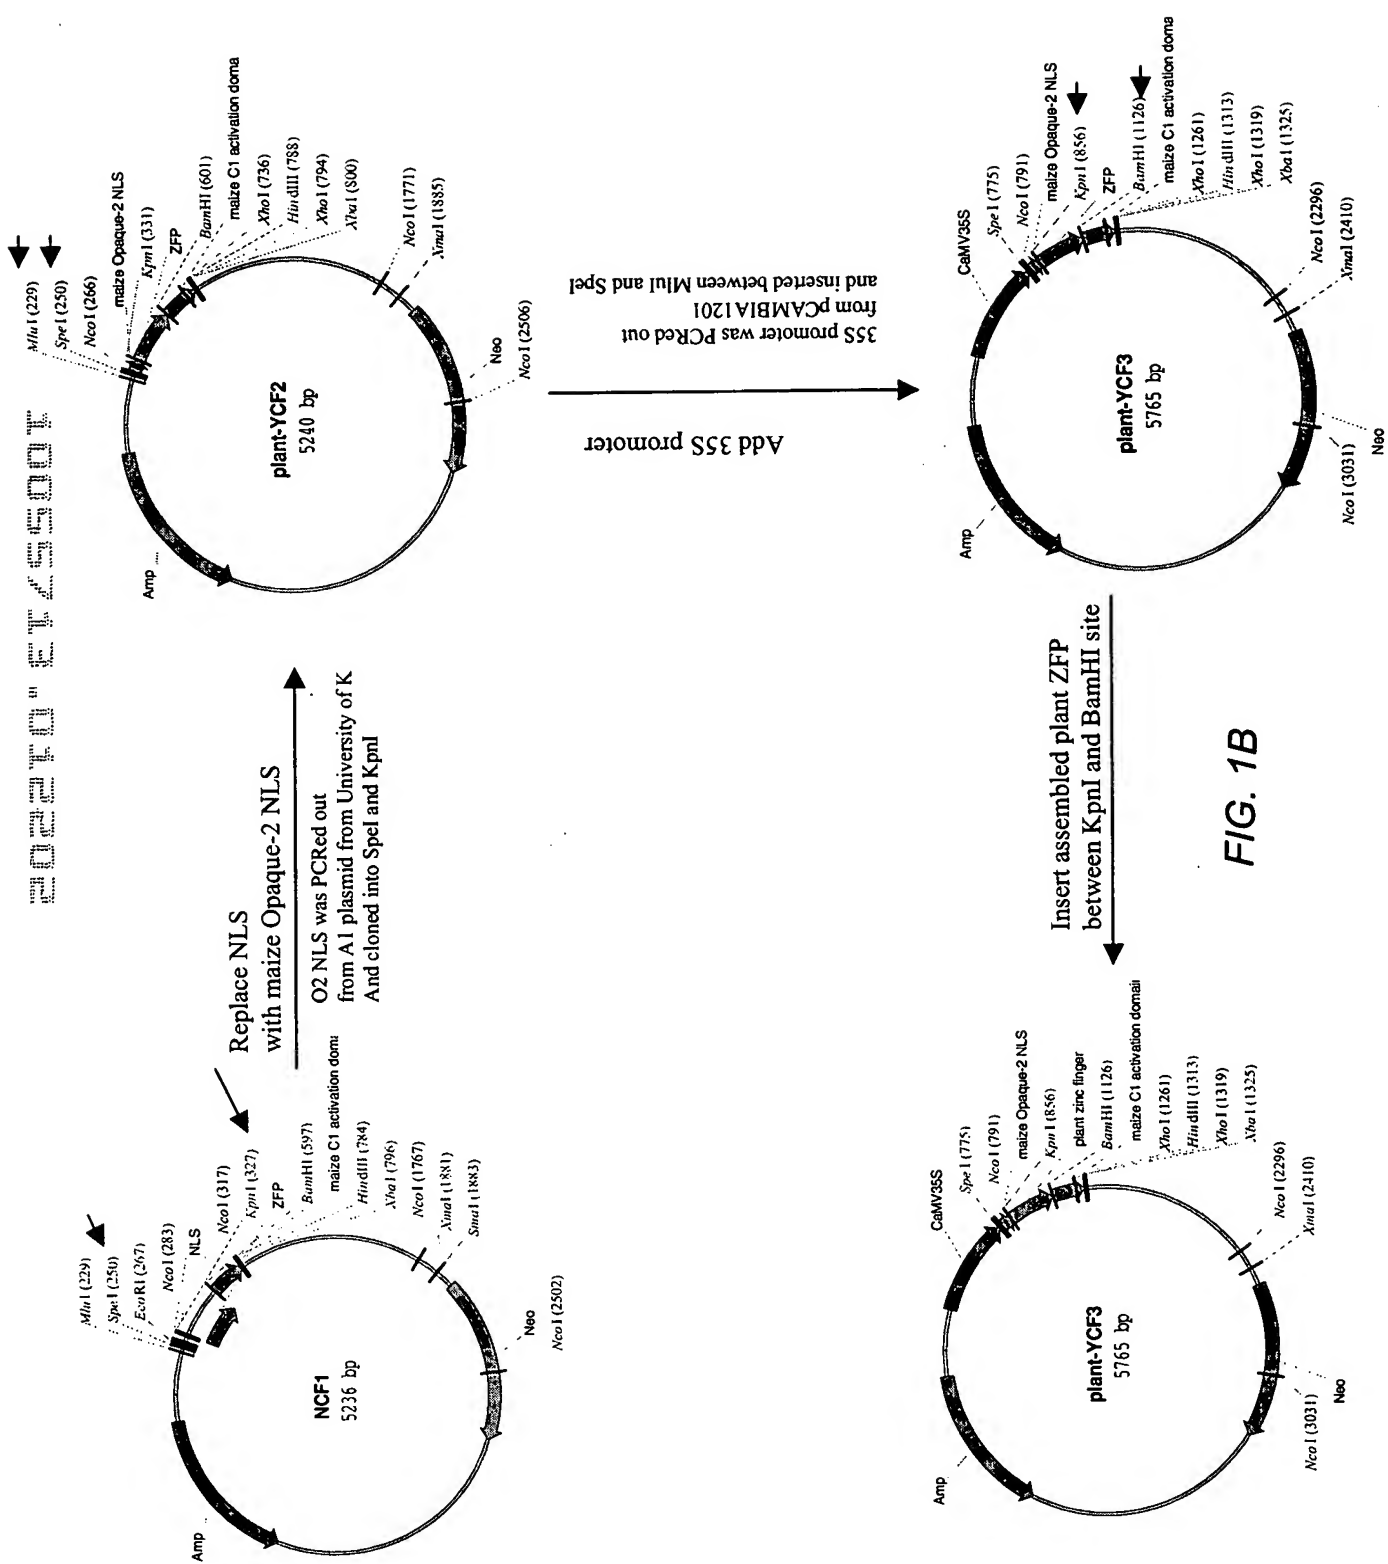 10055713.012202
NCF1
5236 bp
Amp
MluI (229)
SpeI (250)
EcoRI (267)
NcoI (283)
NLS
NcoI (317)
KpnI (327)
ZFP
BamHI (597)
maize C1 activation doma
HindIII (784)
XbaI (796)
NcoI (1767)
XmaI (1881)
SmaI (1883)
Neo
NcoI (2502)
Replace NLS
with maize Opaque-2 NLS
O2 NLS was PCRed out
from A1 plasmid from University of K
And cloned into SpeI and KpnI
plant-YCF2
5240 bp
Amp
MluI (229)
SpeI (250)
NcoI (266)
maize Opaque-2 NLS
KpnI (331)
ZFP
BamHI (601)
maize C1 activation doma
XhoI (736)
HindIII (788)
XhoI (794)
XbaI (800)
NcoI (1771)
XmaI (1885)
Neo
NcoI (2506)
Add 35S promoter
35S promoter was PCRed out
from pCAMBIA1201
and inserted between MluI and SpeI
plant-YCF3
5765 bp
Amp
CaMV35S
SpeI (775)
NcoI (791)
maize Opaque-2 NLS
KpnI (856)
ZFP
BamHI (1126)
maize C1 activation doma
XhoI (1261)
HindIII (1313)
XhoI (1319)
XbaI (1325)
NcoI (2296)
XmaI (2410)
Neo
NcoI (3031)
Insert assembled plant ZFP
between KpnI and BamHI site
plant-YCF3
5765 bp
Amp
CaMV35S
SpeI (775)
NcoI (791)
maize Opaque-2 NLS
KpnI (856)
plant zinc finger
BamHI (1126)
maize C1 activation domain
XhoI (1261)
HindIII (1313)
XhoI (1319)
XbaI (1325)
NcoI (2296)
XmaI (2410)
Neo
NcoI (3031)
FIG. 1B